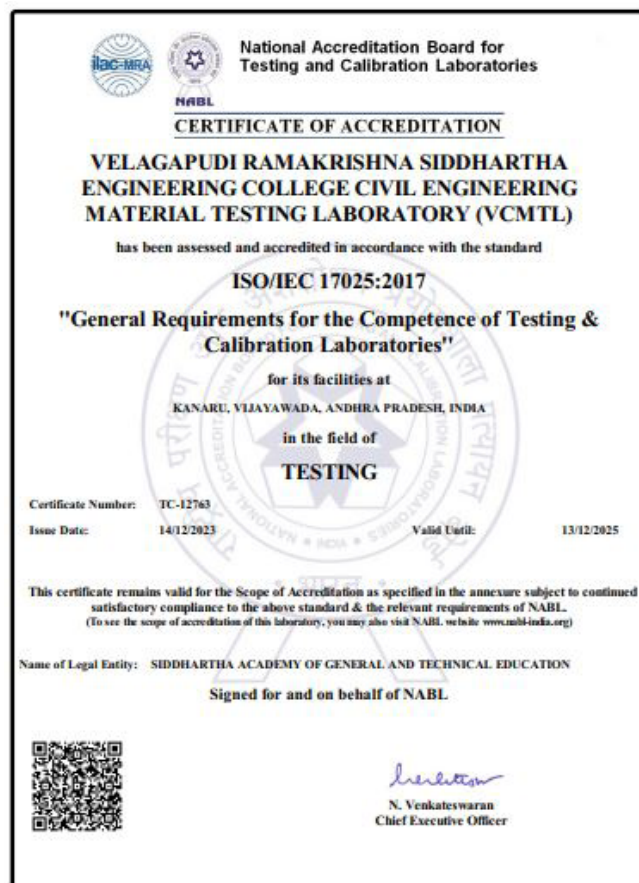 ilac-MRA
NABL
National Accreditation Board for
Testing and Calibration Laboratories
CERTIFICATE OF ACCREDITATION
VELAGAPUDI RAMAKRISHNA SIDDHARTHA
ENGINEERING COLLEGE CIVIL ENGINEERING
MATERIAL TESTING LABORATORY (VCMTL)
has been assessed and accredited in accordance with the standard
ISO/IEC 17025:2017
"General Requirements for the Competence of Testing &
Calibration Laboratories"
for its facilities at
KANARU, VIJAYAWADA, ANDHRA PRADESH, INDIA
in the field of
TESTING
Certificate Number: TC-12763
Issue Date: 14/12/2023 Valid Until: 13/12/2025
This certificate remains valid for the Scope of Accreditation as specified in the annexure subject to continued
satisfactory compliance to the above standard & the relevant requirements of NABL.
(To see the scope of accreditation of this laboratory, you may also visit NABL website www.nabl-india.org)
Name of Legal Entity: SIDDHARTHA ACADEMY OF GENERAL AND TECHNICAL EDUCATION
Signed for and on behalf of NABL
N. Venkateswaran
Chief Executive Officer